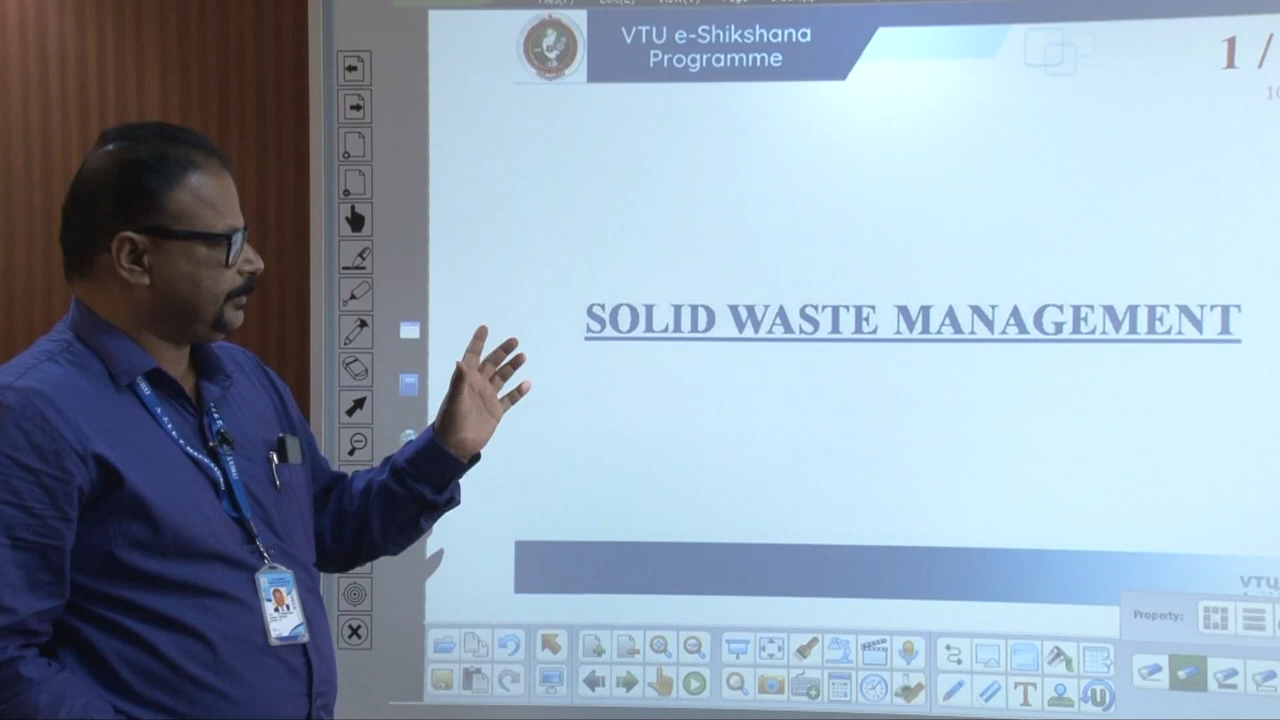 VTU e-Shikshana
Programme
1 /
SOLID WASTE MANAGEMENT
VTU
Property: